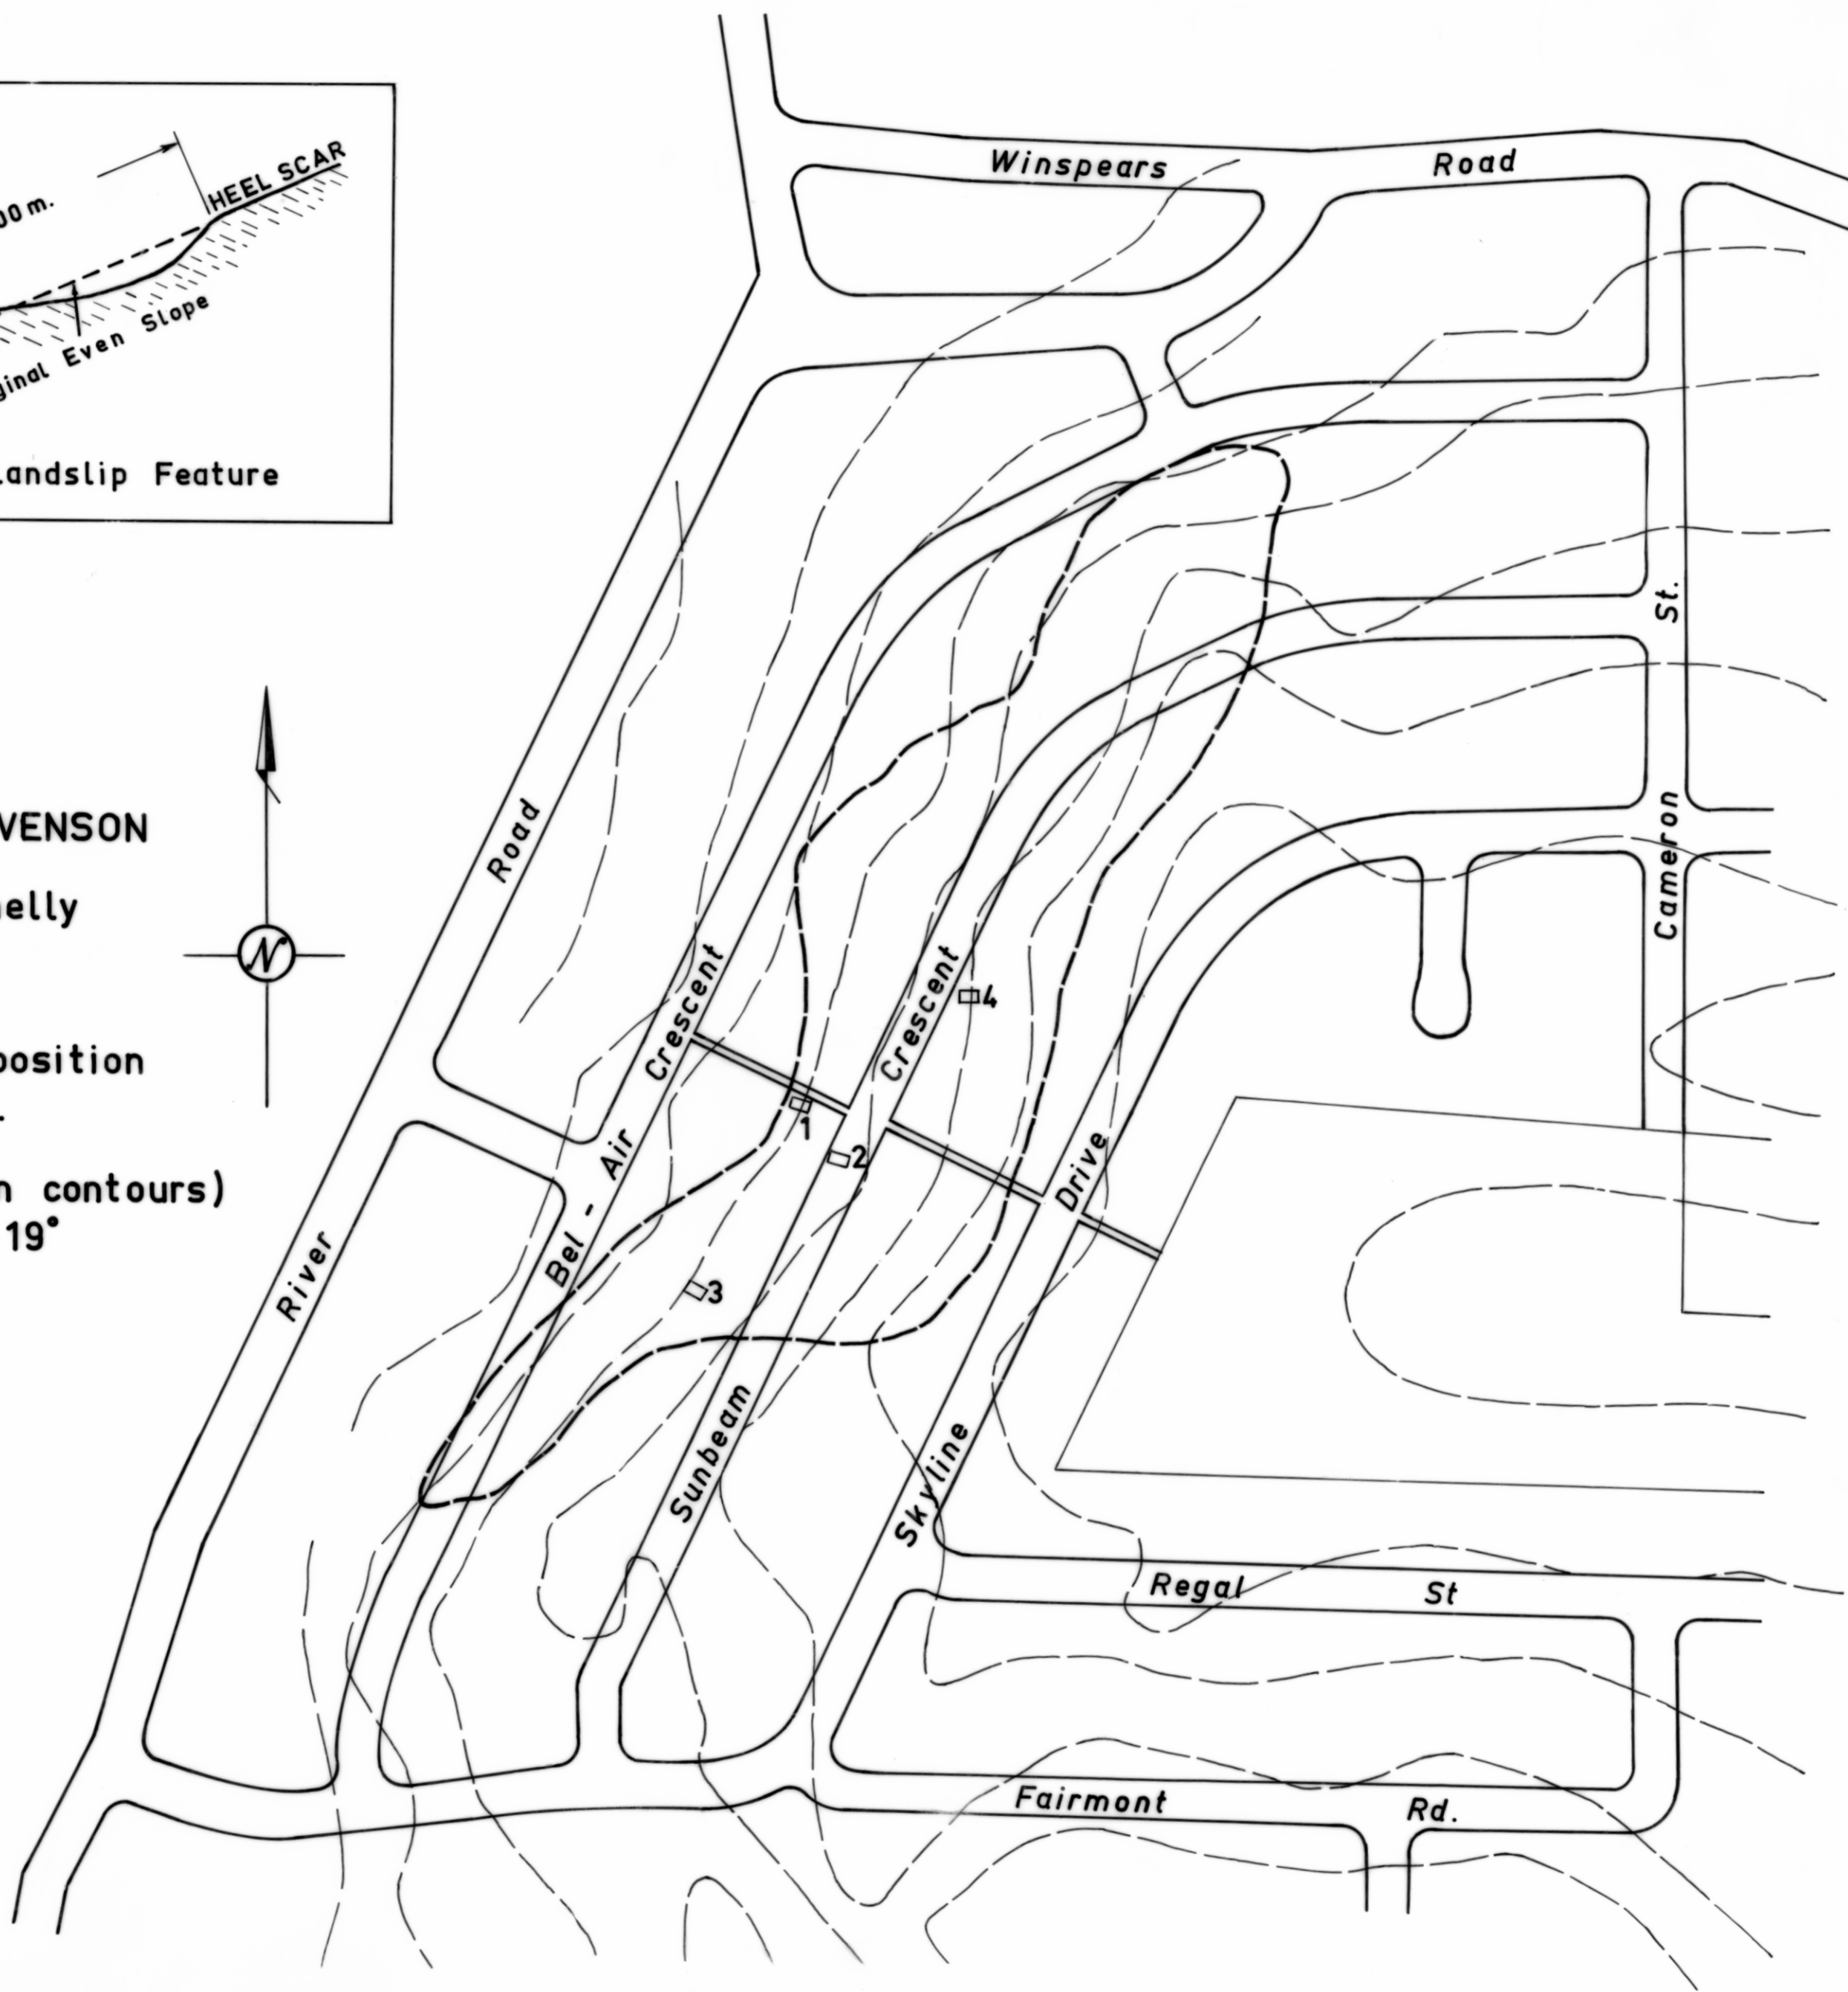 HEEL SCAR
00m.
Even Slope
Landslip Feature
VENSON
elly
N
position
contours)
19°
Winspears Road
River Road
Bel - Air Crescent
Sunbeam Crescent
Skyline Drive
Cameron St.
1
2
3
4
Regal St
Fairmont Rd.